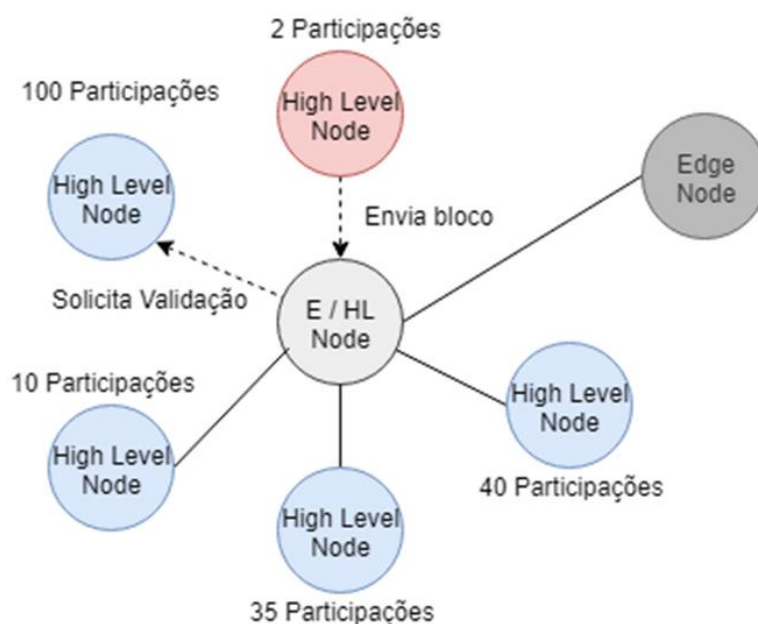 2 Participações
High Level
Node
100 Participações
High Level
Node
Edge
Node
Envia bloco
Solicita Validação
E / HL
Node
10 Participações
High Level
Node
High Level
Node
40 Participações
High Level
Node
35 Participações